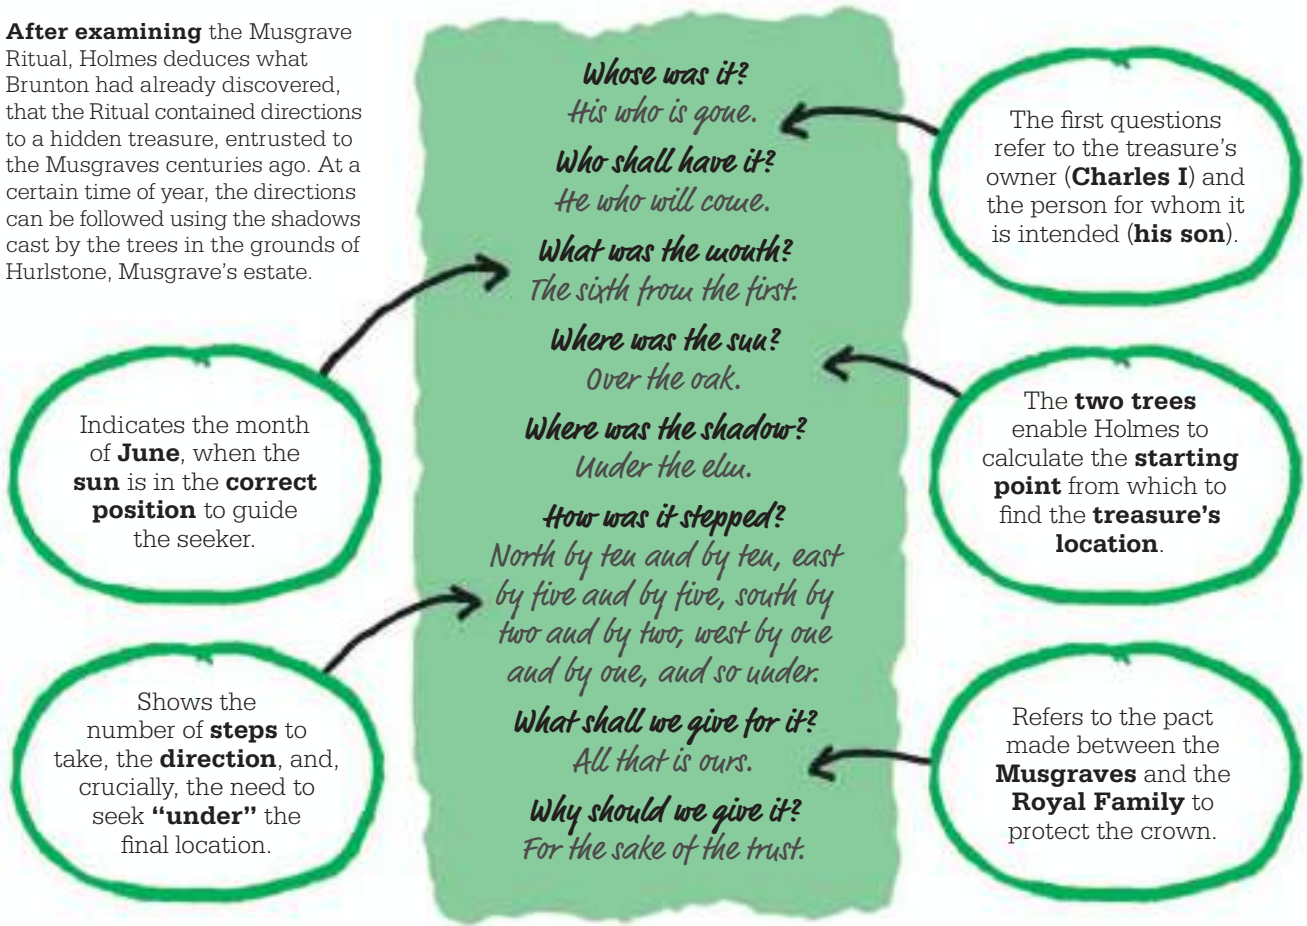 After examining the Musgrave
Ritual, Holmes deduces what
Brunton had already discovered,
that the Ritual contained directions
to a hidden treasure, entrusted to
the Musgraves centuries ago. At a
certain time of year, the directions
can be followed using the shadows
cast by the trees in the grounds of
Hurlstone, Musgrave’s estate.
Whose was it?
His who is gone.
Who shall have it?
He who will come.
What was the month?
The sixth from the first.
Where was the sun?
Over the oak.
Where was the shadow?
Under the elm.
How was it stepped?
North by ten and by ten, east
by five and by five, south by
two and by two, west by one
and by one, and so under.
What shall we give for it?
All that is ours.
Why should we give it?
For the sake of the trust.
The first questions
refer to the treasure’s
owner (Charles I) and
the person for whom it
is intended (his son).
Indicates the month
of June, when the
sun is in the correct
position to guide
the seeker.
The two trees
enable Holmes to
calculate the starting
point from which to
find the treasure’s
location.
Shows the
number of steps to
take, the direction, and,
crucially, the need to
seek “under” the
final location.
Refers to the pact
made between the
Musgraves and the
Royal Family to
protect the crown.